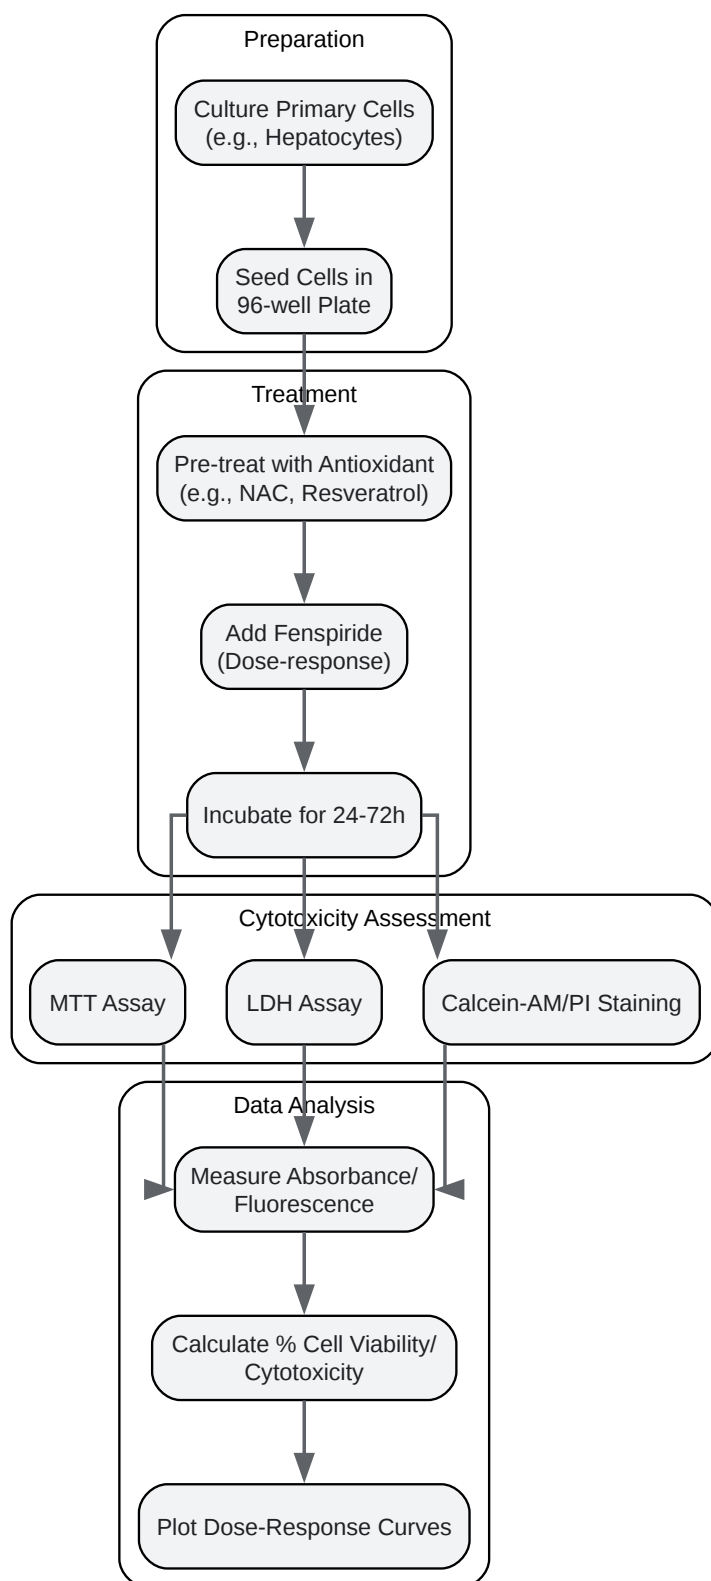 Preparation
Culture Primary Cells
(e.g., Hepatocytes)
Seed Cells in
96-well Plate
Treatment
Pre-treat with Antioxidant
(e.g., NAC, Resveratrol)
Add Fenspiride
(Dose-response)
Incubate for 24-72h
Cytotoxicity Assessment
MTT Assay
LDH Assay
Calcein-AM/PI Staining
Data Analysis
Measure Absorbance/
Fluorescence
Calculate % Cell Viability/
Cytotoxicity
Plot Dose-Response Curves